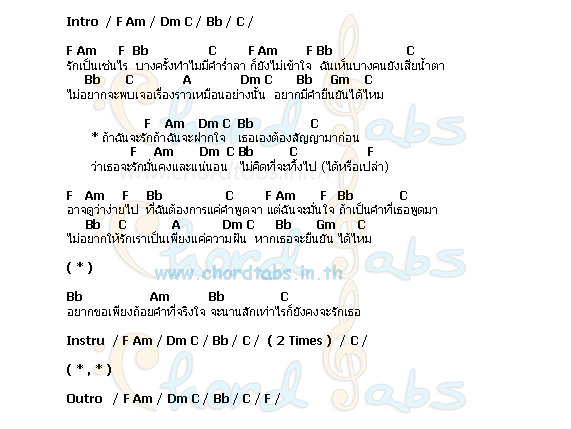 Intro / F Am / Dm C / Bb / C /
F Am F Bb C F Am F Bb C
รักเป็นเช่นไร บางครั้งทำไมมีคำร่ำลา ก็ยังไม่เข้าใจ ฉันเห็นบางคนยังเสียน้ำตา
Bb C A Dm C Bb Gm C
ไม่อยากจะพบเจอเรื่องราวเหมือนอย่างนั้น อยากมีคำยืนยันได้ไหม
F Am Dm C Bb C
* ถ้าฉันจะรักถ้าฉันจะฝากใจ เธอเองต้องสัญญามาก่อน
F Am Dm C Bb C F
ว่าเธอจะรักมั่นคงและแน่นอน ไม่คิดที่จะทิ้งไป (ได้หรือเปล่า)
F Am F Bb C F Am F Bb C
อาจดูว่าง่ายไป ที่ฉันต้องการแค่คำพูดจา แต่ฉันจะมั่นใจ ถ้าเป็นคำที่เธอพูดมา
Bb C A Dm C Bb Gm C
ไม่อยากให้รักเราเป็นเพียงแค่ความฝัน หากเธอจะยืนยัน ได้ไหม
( * )
www.chordtabs.in.th
Bb Am Bb C
อยากขอเพียงถ้อยคำที่จริงใจ จะนานสักเท่าไรก็ยังคงจะรักเธอ
Instru / F Am / Dm C / Bb / C / ( 2 Times ) / C /
( * , * )
Outro / F Am / Dm C / Bb / C / F /